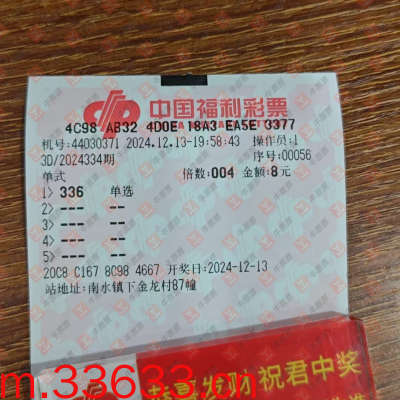 中国福利彩票
4C98 AB32 4D0E 18A3 EA5E 3377
机号:44030371 2024.12.13-19:58:43 操作员:1
3D/2024334期 序号:00056
单式 倍数:004 金额:8元
1> 336 单选
2> --- --
3> --- --
4> --- --
5> --- --
20C8 C167 8C98 4667 开奖日:2024-12-13
站地址:南水镇下金龙村87幢
发财 祝君中奖
m.33633.cn